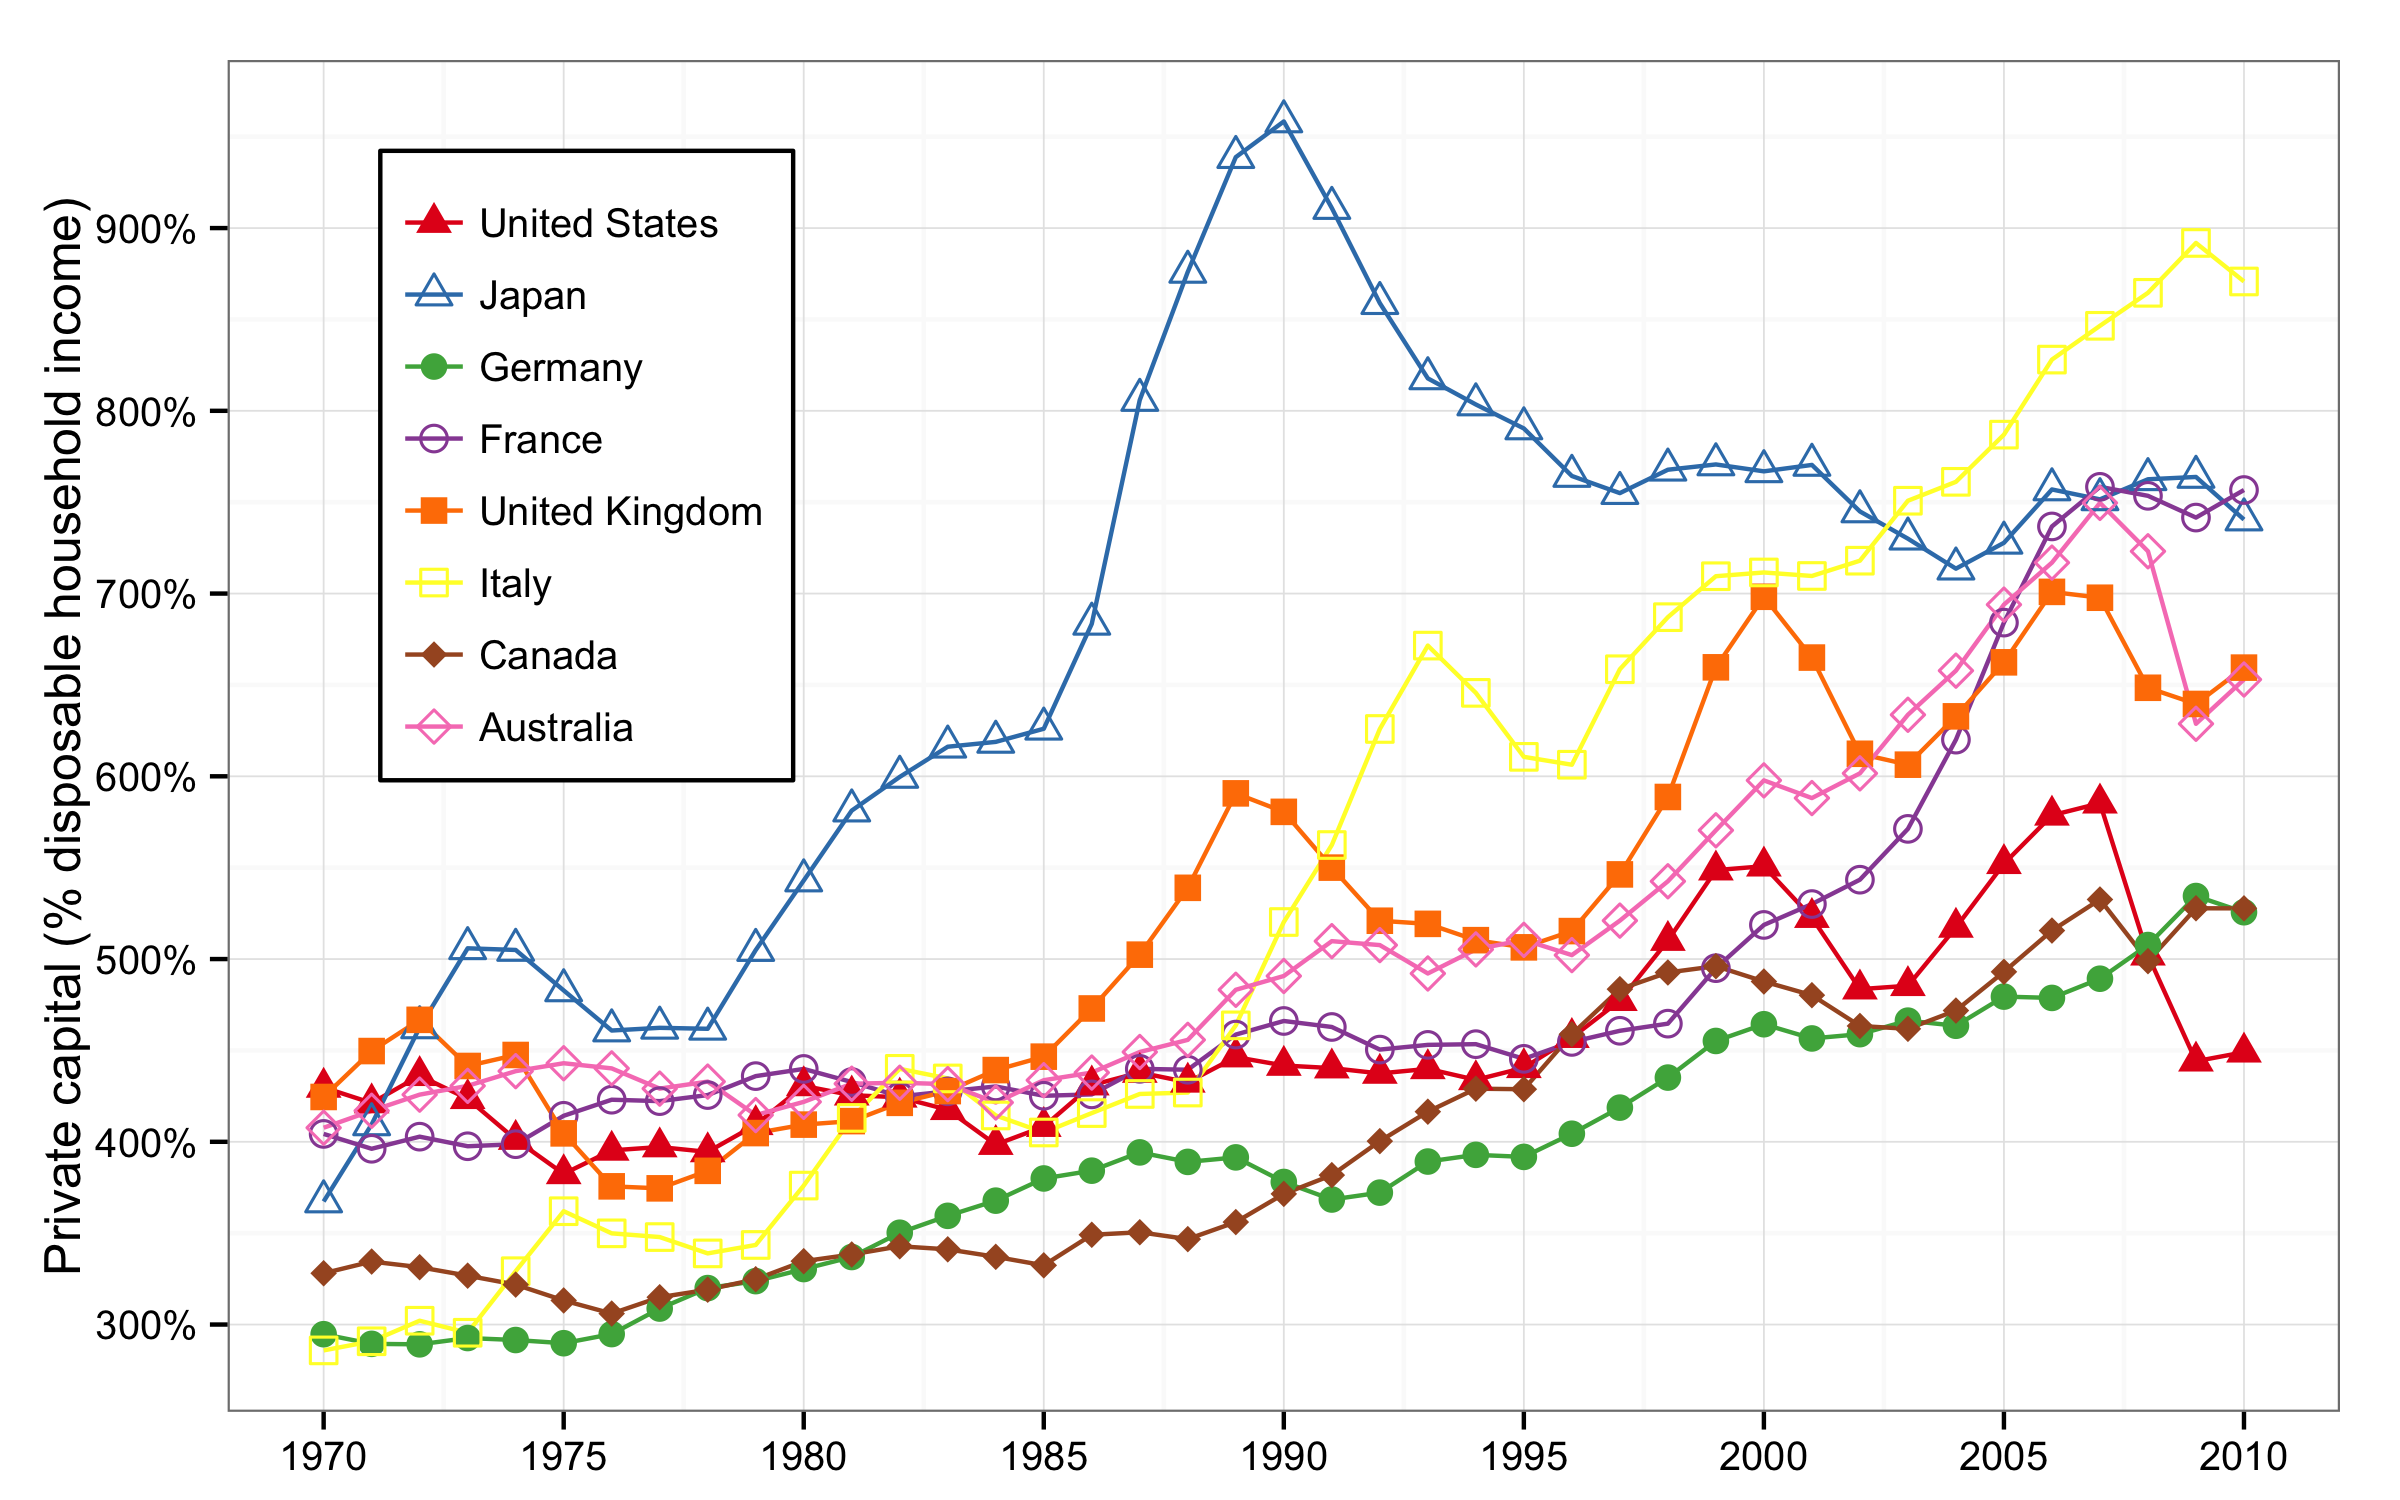 Private capital (% disposable household income)
900%
800%
700%
600%
500%
400%
300%
United States
Japan
Germany
France
United Kingdom
Italy
Canada
Australia
1970 1975 1980 1985 1990 1995 2000 2005 2010